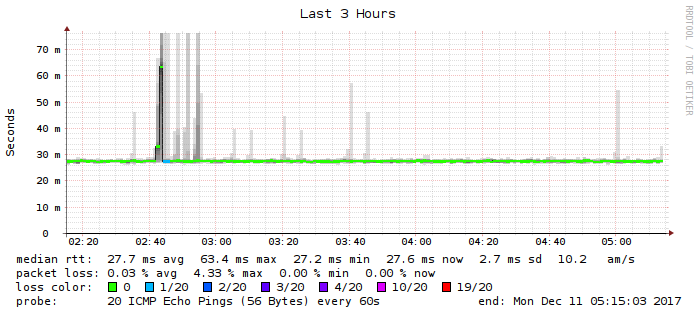 Last 3 Hours
RRDTOOL / TOBI OETIKER
Seconds
70 m
60 m
50 m
40 m
30 m
20 m
10 m
0
02:20 02:40 03:00 03:20 03:40 04:00 04:20 04:40 05:00
median rtt: 27.7 ms avg 63.4 ms max 27.2 ms min 27.6 ms now 2.7 ms sd 10.2 am/s
packet loss: 0.03 % avg 4.33 % max 0.00 % min 0.00 % now
loss color: 0 1/20 2/20 3/20 4/20 10/20 19/20
probe: 20 ICMP Echo Pings (56 Bytes) every 60s end: Mon Dec 11 05:15:03 2017